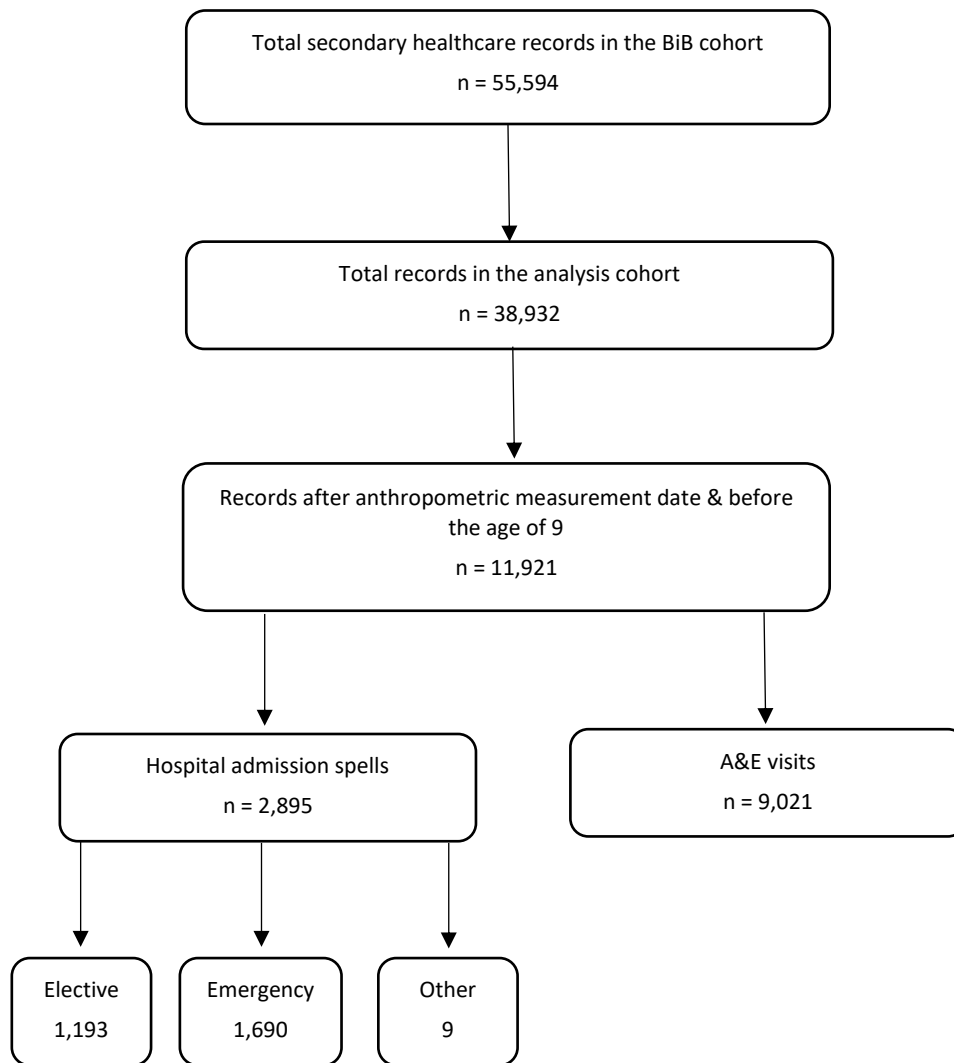 Total secondary healthcare records in the BiB cohort
n = 55,594
Total records in the analysis cohort
n = 38,932
Records after anthropometric measurement date & before
the age of 9
n = 11,921
Hospital admission spells
n = 2,895
A&E visits
n = 9,021
Elective
1,193
Emergency
1,690
Other
9